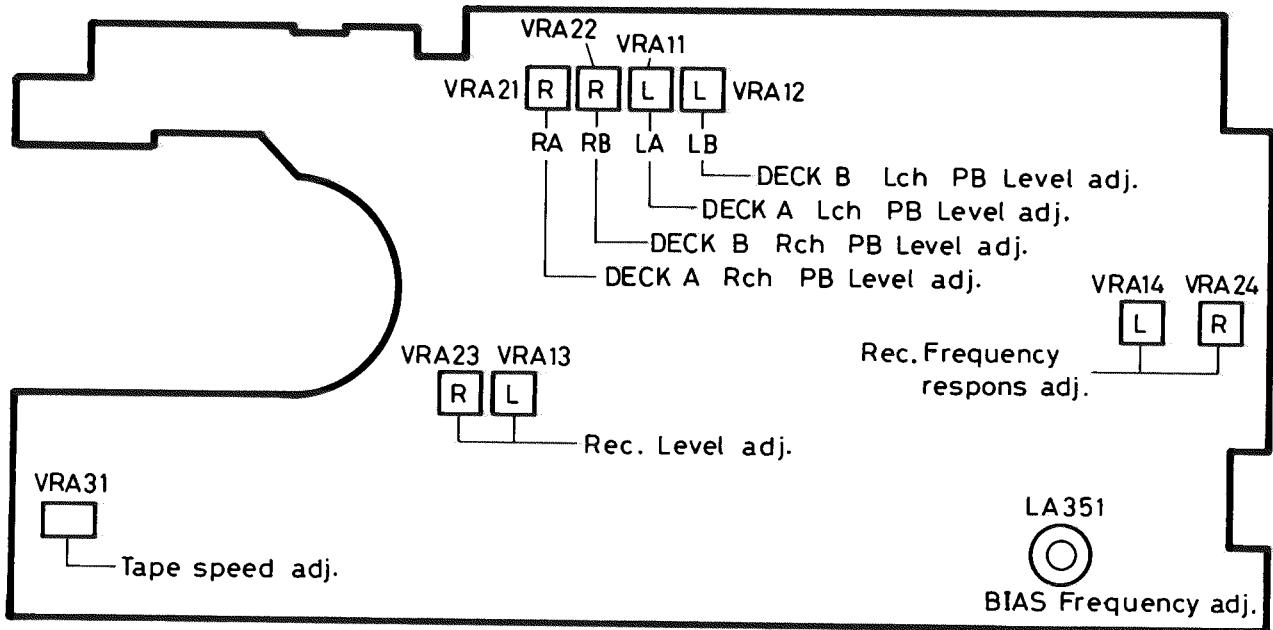 VRA22
VRA11
VRA21 R R L L VRA12
RA RB LA LB
DECK B Lch PB Level adj.
DECK A Lch PB Level adj.
DECK B Rch PB Level adj.
DECK A Rch PB Level adj.
VRA14 VRA24
L R
Rec. Frequency
respons adj.
VRA23 VRA13
R L
Rec. Level adj.
VRA31
Tape speed adj.
LA351
BIAS Frequency adj.